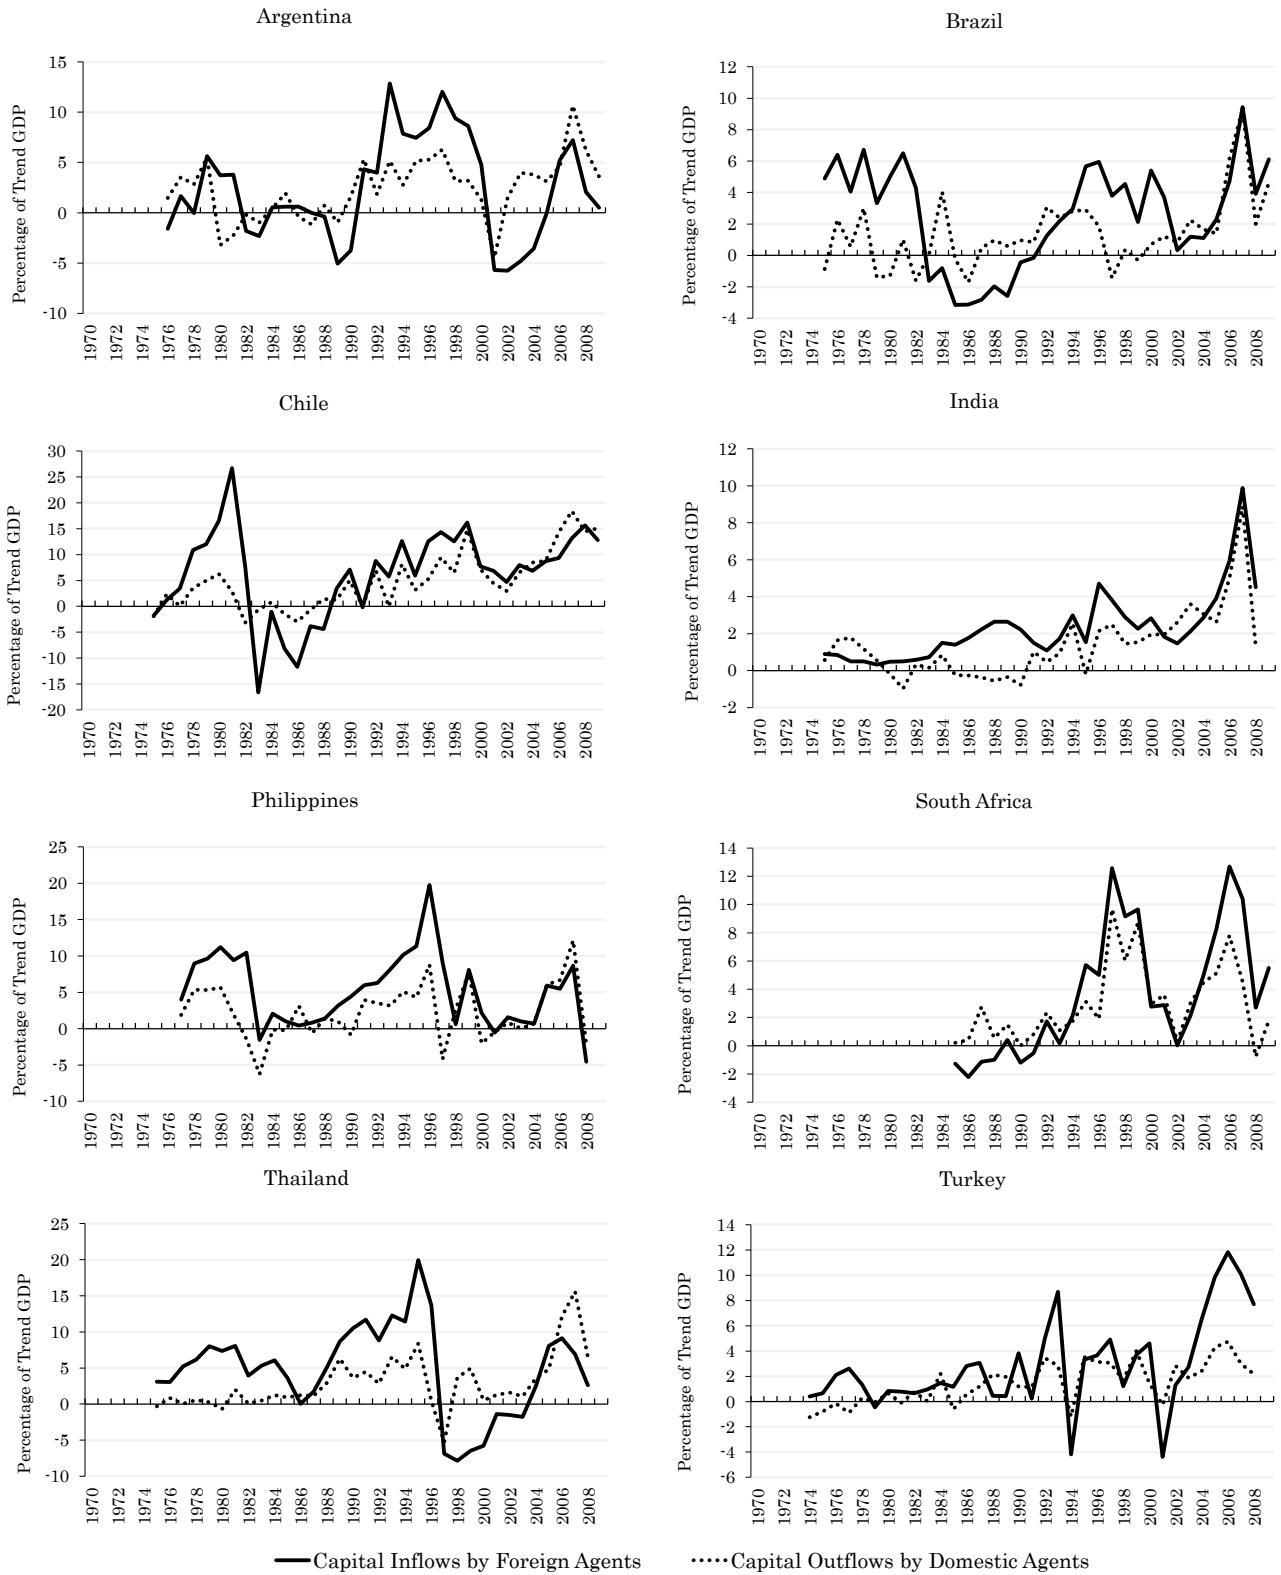 Argentina
Percentage of Trend GDP
15
10
5
0
-5
-10
1970 1972 1974 1976 1978 1980 1982 1984 1986 1988 1990 1992 1994 1996 1998 2000 2002 2004 2006 2008
Brazil
Percentage of Trend GDP
12
10
8
6
4
2
0
-2
-4
1970 1972 1974 1976 1978 1980 1982 1984 1986 1988 1990 1992 1994 1996 1998 2000 2002 2004 2006 2008
Chile
Percentage of Trend GDP
30
25
20
15
10
5
0
-5
-10
-15
-20
1970 1972 1974 1976 1978 1980 1982 1984 1986 1988 1990 1992 1994 1996 1998 2000 2002 2004 2006 2008
India
Percentage of Trend GDP
12
10
8
6
4
2
0
-2
1970 1972 1974 1976 1978 1980 1982 1984 1986 1988 1990 1992 1994 1996 1998 2000 2002 2004 2006 2008
Philippines
Percentage of Trend GDP
25
20
15
10
5
0
-5
-10
1970 1972 1974 1976 1978 1980 1982 1984 1986 1988 1990 1992 1994 1996 1998 2000 2002 2004 2006 2008
South Africa
Percentage of Trend GDP
14
12
10
8
6
4
2
0
-2
-4
1970 1972 1974 1976 1978 1980 1982 1984 1986 1988 1990 1992 1994 1996 1998 2000 2002 2004 2006 2008
Thailand
Percentage of Trend GDP
25
20
15
10
5
0
-5
-10
1970 1972 1974 1976 1978 1980 1982 1984 1986 1988 1990 1992 1994 1996 1998 2000 2002 2004 2006 2008
Turkey
Percentage of Trend GDP
14
12
10
8
6
4
2
0
-2
-4
-6
1970 1972 1974 1976 1978 1980 1982 1984 1986 1988 1990 1992 1994 1996 1998 2000 2002 2004 2006 2008
Capital Inflows by Foreign Agents
Capital Outflows by Domestic Agents